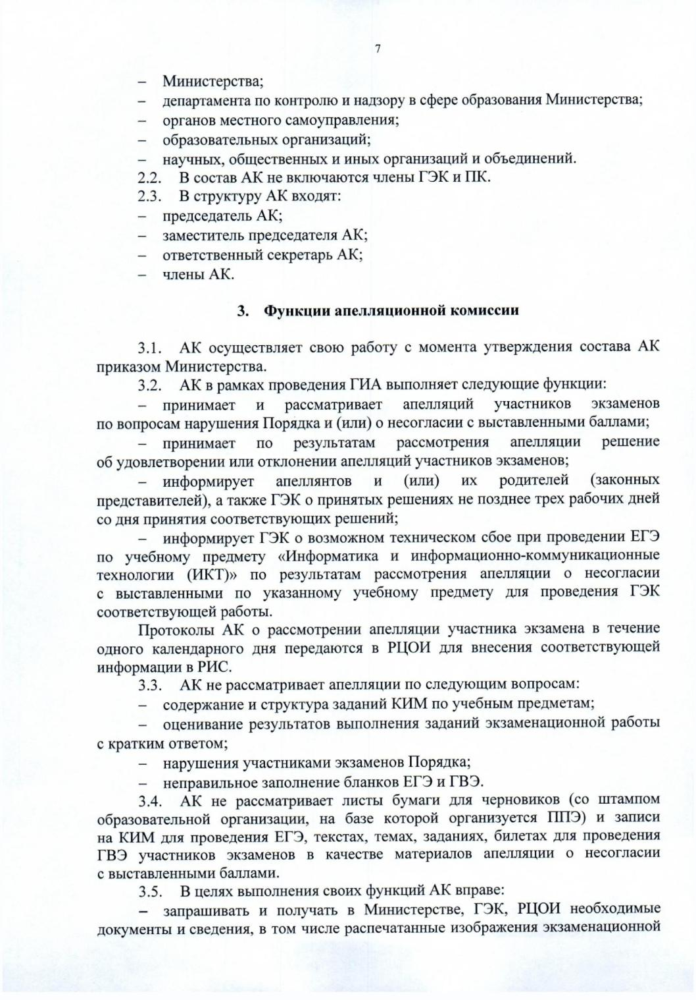 7
– Министерства;
– департамента по контролю и надзору в сфере образования Министерства;
– органов местного самоуправления;
– образовательных организаций;
– научных, общественных и иных организаций и объединений.
2.2. В состав АК не включаются члены ГЭК и ПК.
2.3. В структуру АК входят:
– председатель АК;
– заместитель председателя АК;
– ответственный секретарь АК;
– члены АК.
3. Функции апелляционной комиссии
3.1. АК осуществляет свою работу с момента утверждения состава АК
приказом Министерства.
3.2. АК в рамках проведения ГИА выполняет следующие функции:
– принимает и рассматривает апелляций участников экзаменов
по вопросам нарушения Порядка и (или) о несогласии с выставленными баллами;
– принимает по результатам рассмотрения апелляции решение
об удовлетворении или отклонении апелляций участников экзаменов;
– информирует апеллянтов и (или) их родителей (законных
представителей), а также ГЭК о принятых решениях не позднее трех рабочих дней
со дня принятия соответствующих решений;
– информирует ГЭК о возможном техническом сбое при проведении ЕГЭ
по учебному предмету «Информатика и информационно-коммуникационные
технологии (ИКТ)» по результатам рассмотрения апелляции о несогласии
с выставленными по указанному учебному предмету для проведения ГЭК
соответствующей работы.
Протоколы АК о рассмотрении апелляции участника экзамена в течение
одного календарного дня передаются в РЦОИ для внесения соответствующей
информации в РИС.
3.3. АК не рассматривает апелляции по следующим вопросам:
– содержание и структура заданий КИМ по учебным предметам;
– оценивание результатов выполнения заданий экзаменационной работы
с кратким ответом;
– нарушения участниками экзаменов Порядка;
– неправильное заполнение бланков ЕГЭ и ГВЭ.
3.4. АК не рассматривает листы бумаги для черновиков (со штампом
образовательной организации, на базе которой организуется ППЭ) и записи
на КИМ для проведения ЕГЭ, текстах, темах, заданиях, билетах для проведения
ГВЭ участников экзаменов в качестве материалов апелляции о несогласии
с выставленными баллами.
3.5. В целях выполнения своих функций АК вправе:
– запрашивать и получать в Министерстве, ГЭК, РЦОИ необходимые
документы и сведения, в том числе распечатанные изображения экзаменационной